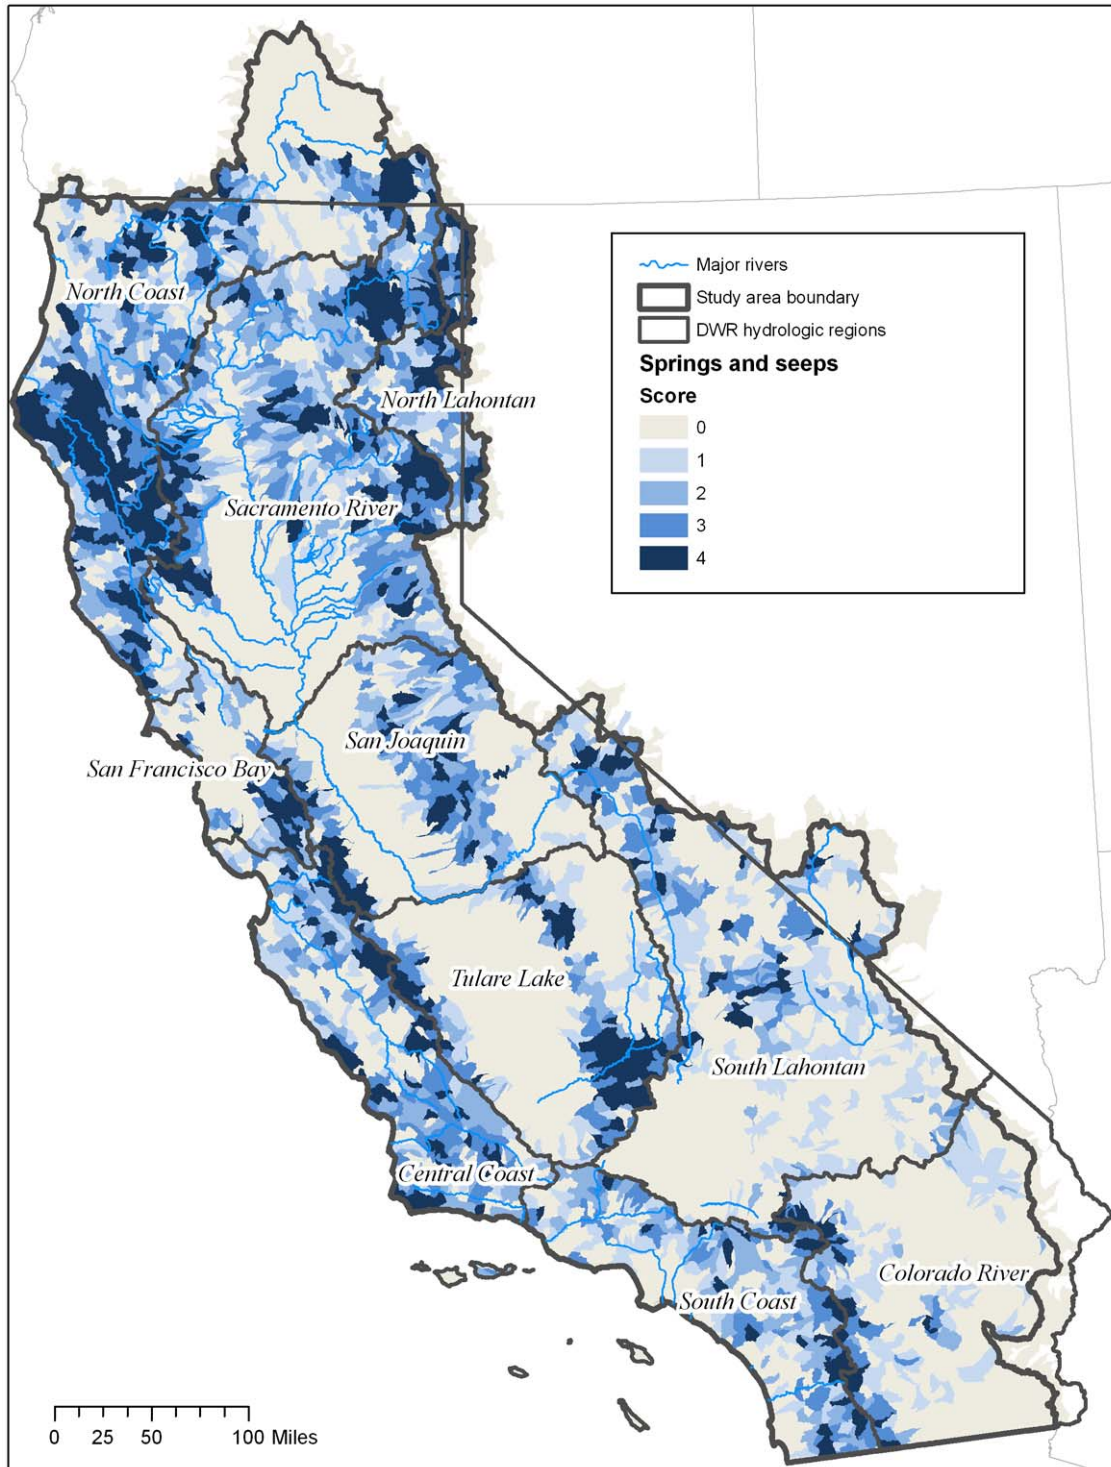 Major rivers
Study area boundary
DWR hydrologic regions
Springs and seeps
Score
0
1
2
3
4
North Coast
North Lahontan
Sacramento River
San Joaquin
San Francisco Bay
Tulare Lake
South Lahontan
Central Coast
Colorado River
South Coast
0 25 50 100 Miles